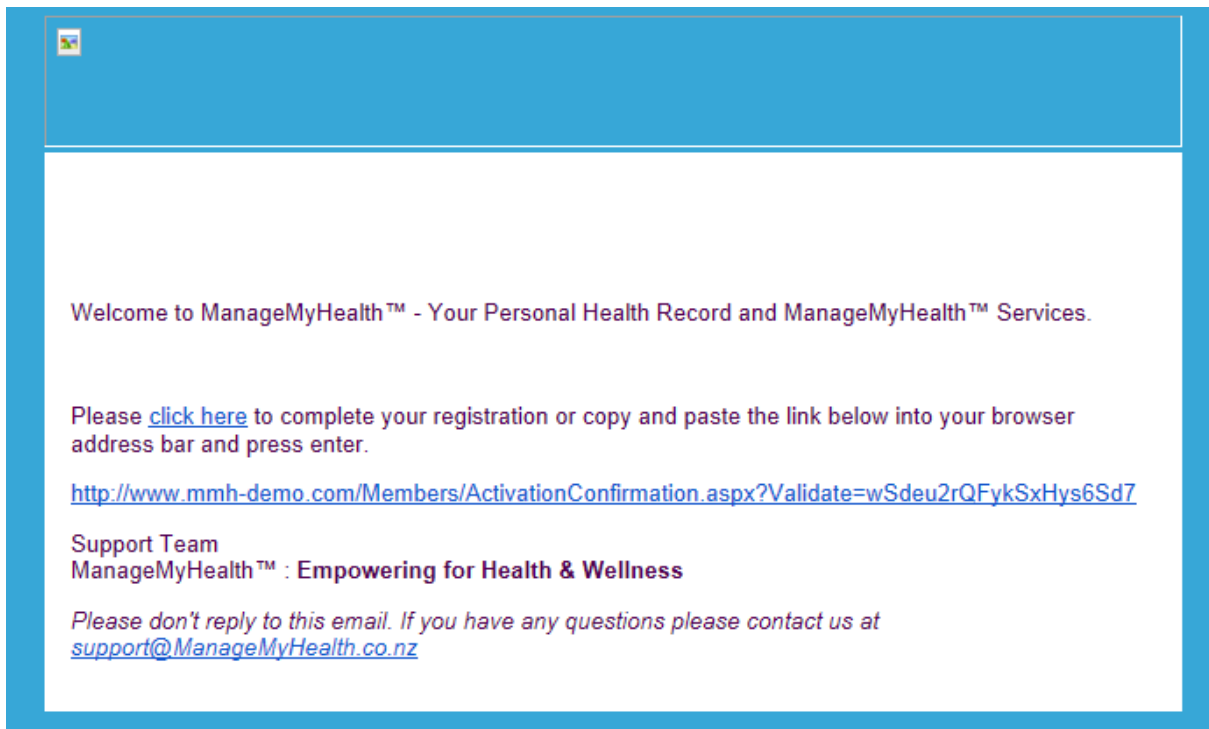 Welcome to ManageMyHealth™ - Your Personal Health Record and ManageMyHealth™ Services.
Please click here to complete your registration or copy and paste the link below into your browser
address bar and press enter.
http://www.mmh-demo.com/Members/ActivationConfirmation.aspx?Validate=wSdeu2rQFykSxHys6Sd7
Support Team
ManageMyHealth™ : Empowering for Health & Wellness
Please don't reply to this email. If you have any questions please contact us at
support@ManageMyHealth.co.nz